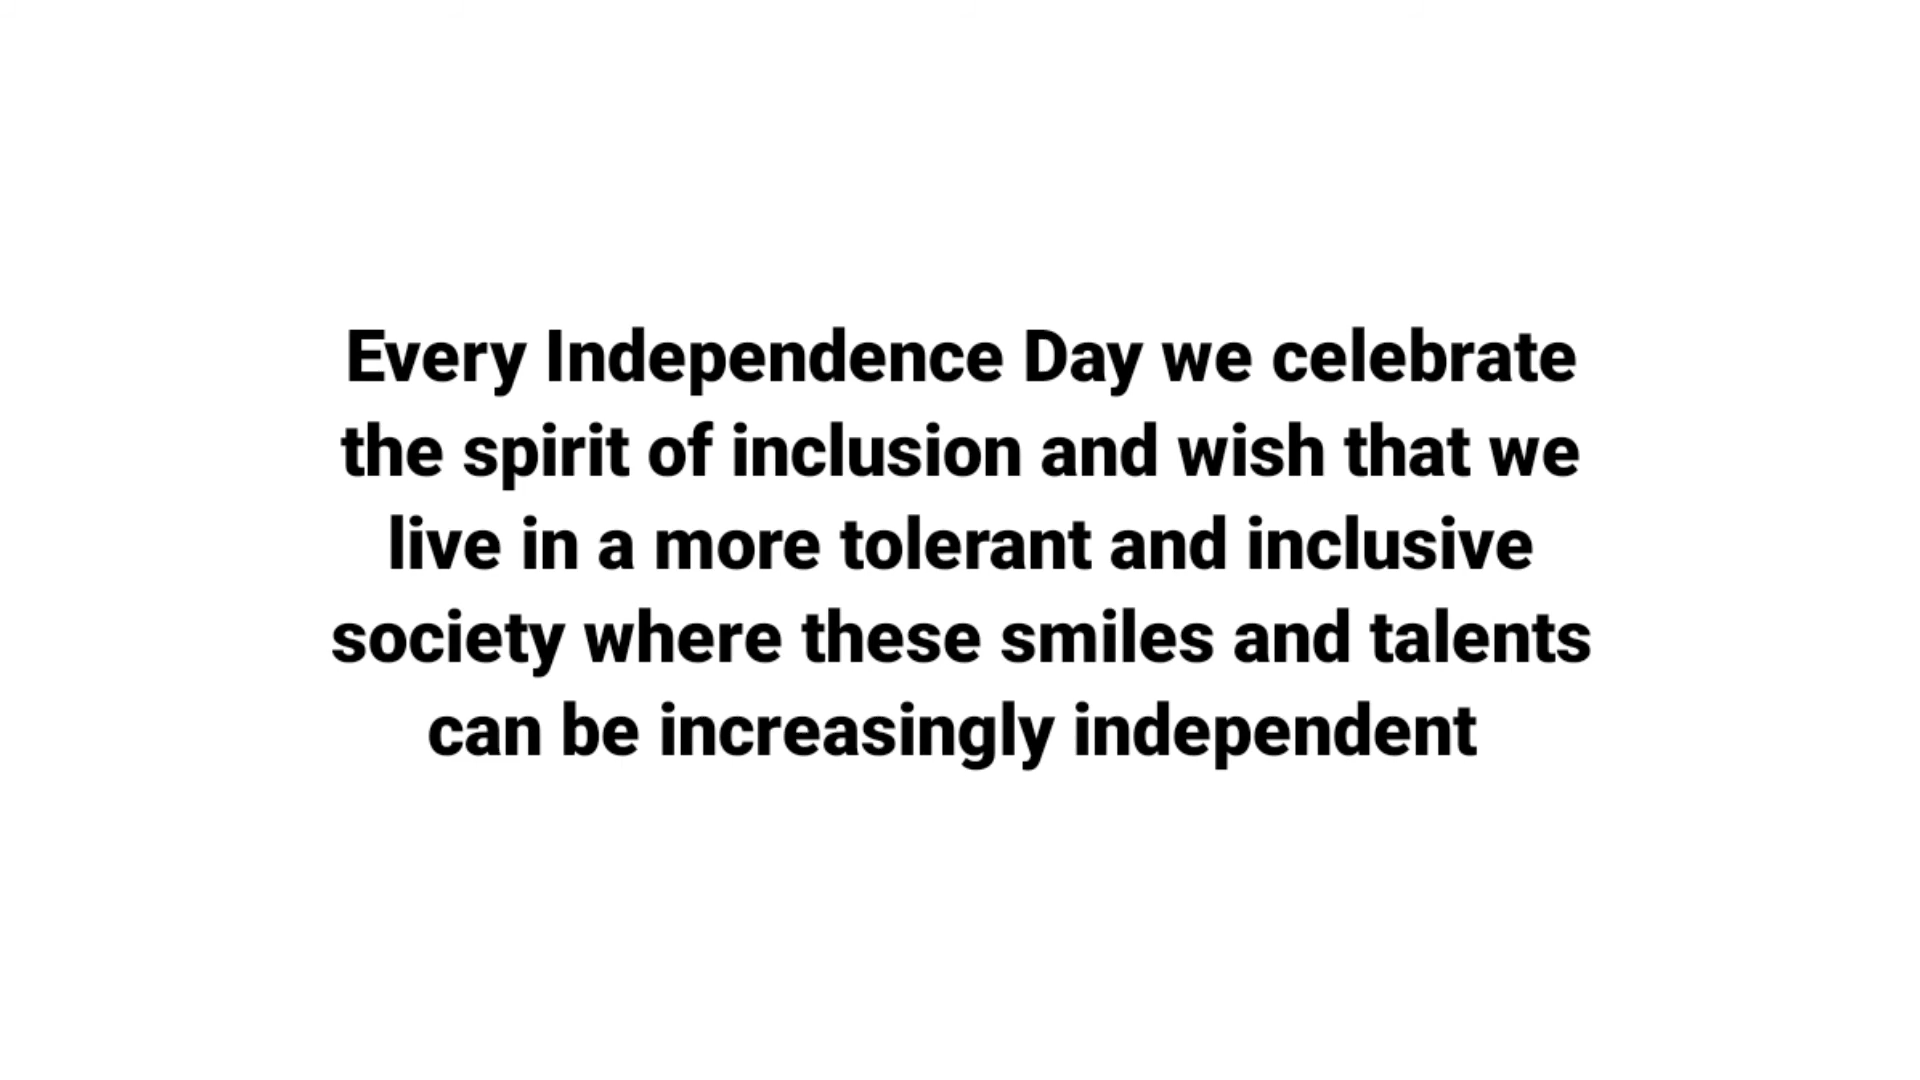 Every Independence Day we celebrate
the spirit of inclusion and wish that we
live in a more tolerant and inclusive
society where these smiles and talents
can be increasingly independent